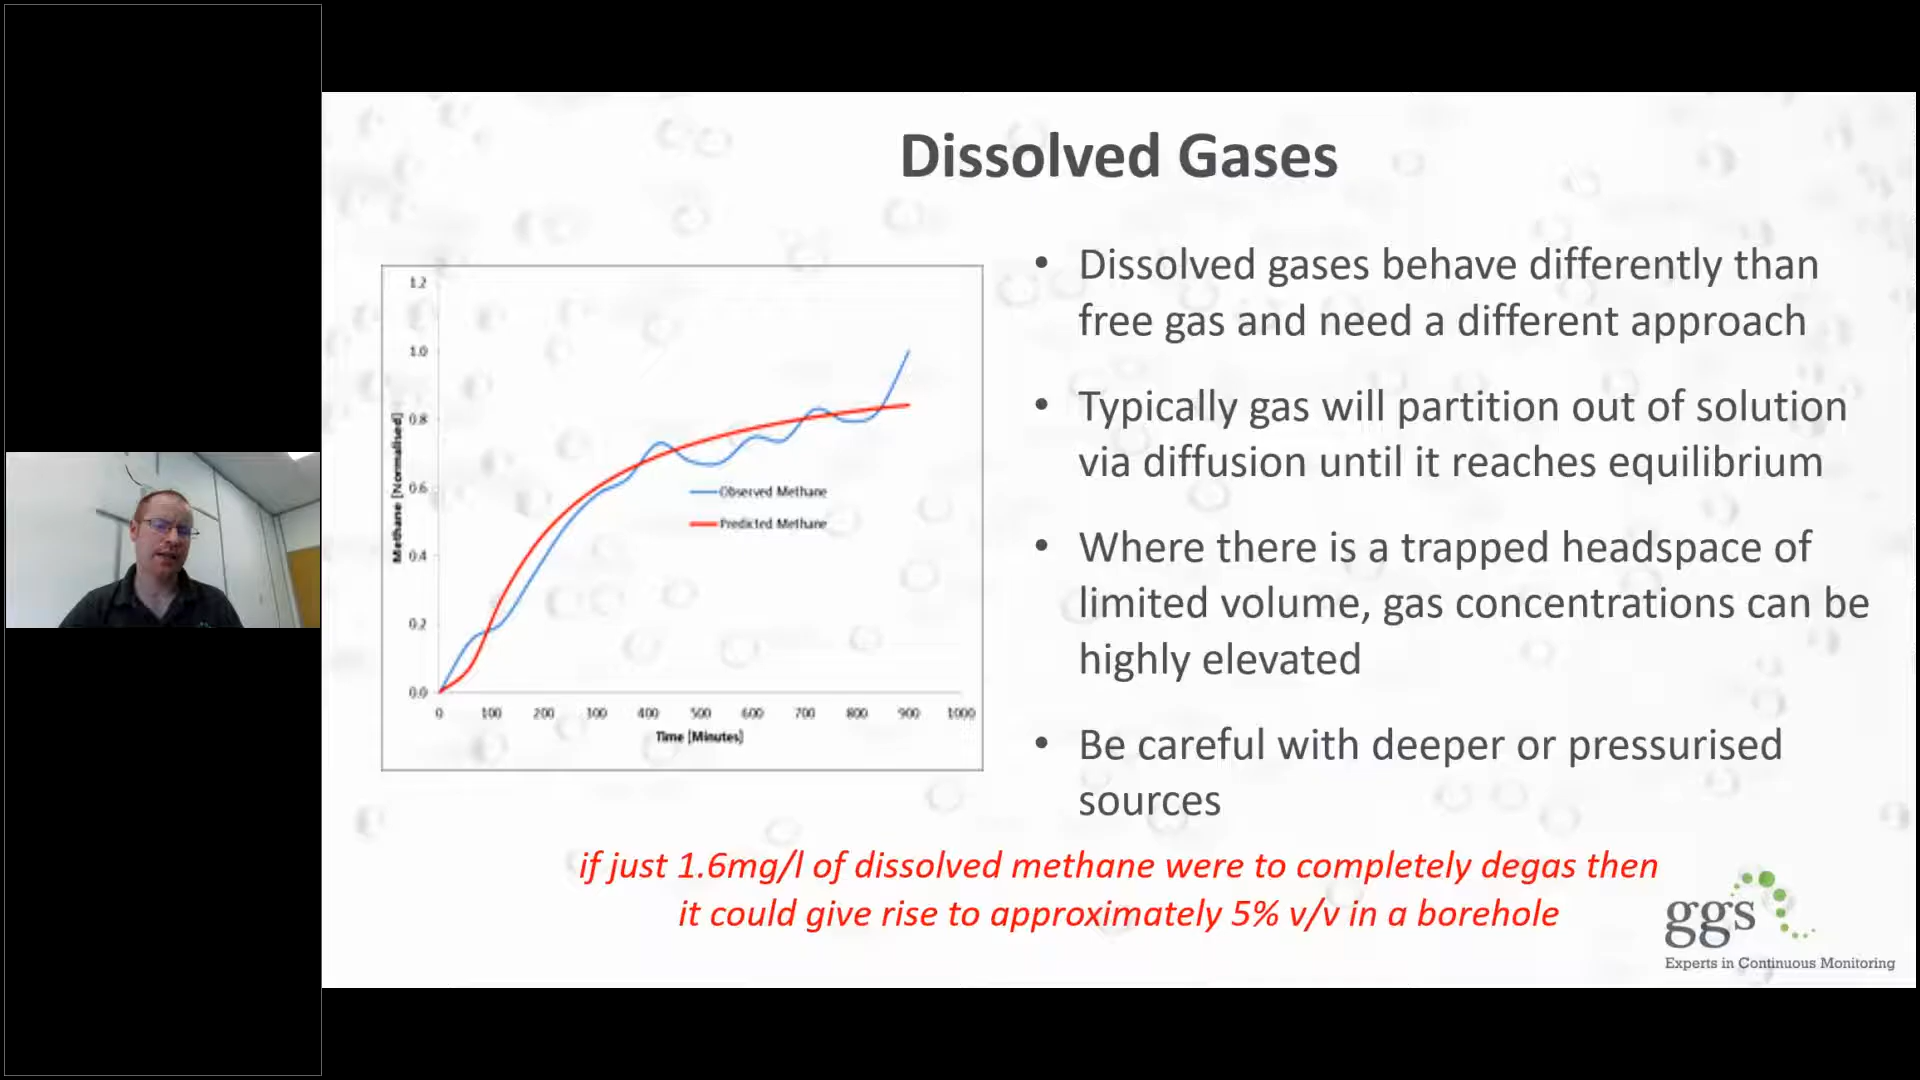 Dissolved Gases
1.2
1.0
0.8
0.6
0.4
0.2
0.0
Methane [Normalised]
Observed Methane
Predicted Methane
0 100 200 300 400 500 600 700 800 900 1000
Time [Minutes]
• Dissolved gases behave differently than
free gas and need a different approach
• Typically gas will partition out of solution
via diffusion until it reaches equilibrium
• Where there is a trapped headspace of
limited volume, gas concentrations can be
highly elevated
• Be careful with deeper or pressurised
sources
if just 1.6mg/l of dissolved methane were to completely degas then
it could give rise to approximately 5% v/v in a borehole
ggs
Experts in Continuous Monitoring